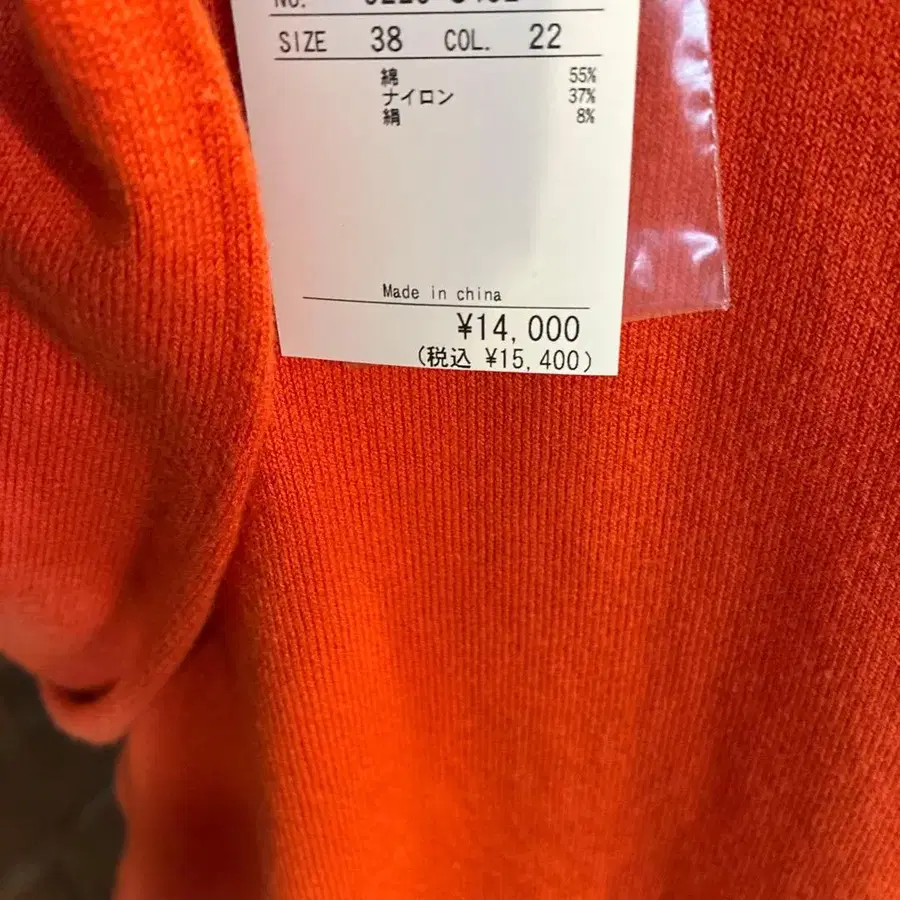 NO.
SIZE 38 COL. 22
綿 55%
ナイロン 37%
絹 8%
Made in china
¥14,000
(税込 ¥15,400)